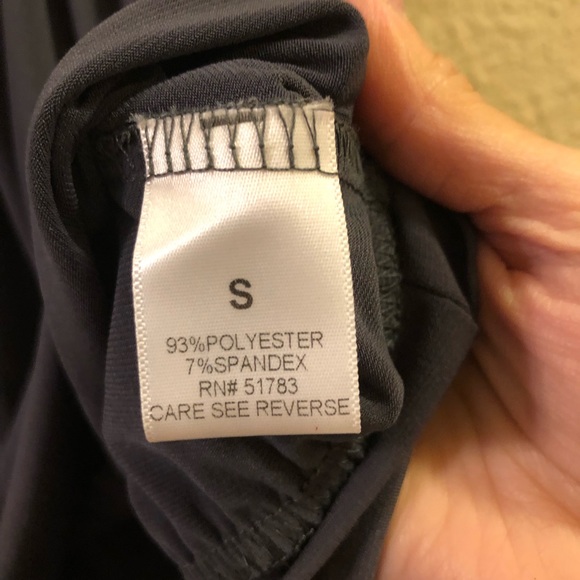 S
93%POLYESTER
7%SPANDEX
RN# 51783
CARE SEE REVERSE